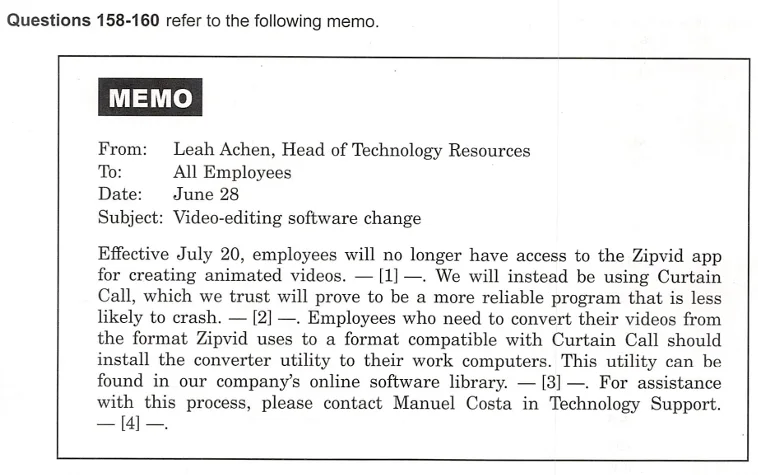 Questions 158-160 refer to the following memo.
MEMO
From: Leah Achen, Head of Technology Resources
To: All Employees
Date: June 28
Subject: Video-editing software change
Effective July 20, employees will no longer have access to the Zipvid app
for creating animated videos. — [1] —. We will instead be using Curtain
Call, which we trust will prove to be a more reliable program that is less
likely to crash. — [2] —. Employees who need to convert their videos from
the format Zipvid uses to a format compatible with Curtain Call should
install the converter utility to their work computers. This utility can be
found in our company's online software library. — [3] —. For assistance
with this process, please contact Manuel Costa in Technology Support.
— [4] —.